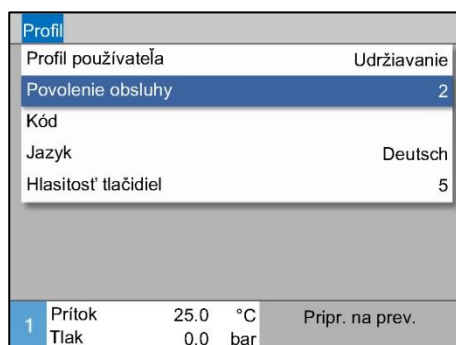 Profil
Profil používateľa Udržiavanie
Povolenie obsluhy 2
Kód
Jazyk Deutsch
Hlasitosť tlačidiel 5
1 Prítok 25.0 °C Pripr. na prev.
Tlak 0.0 bar